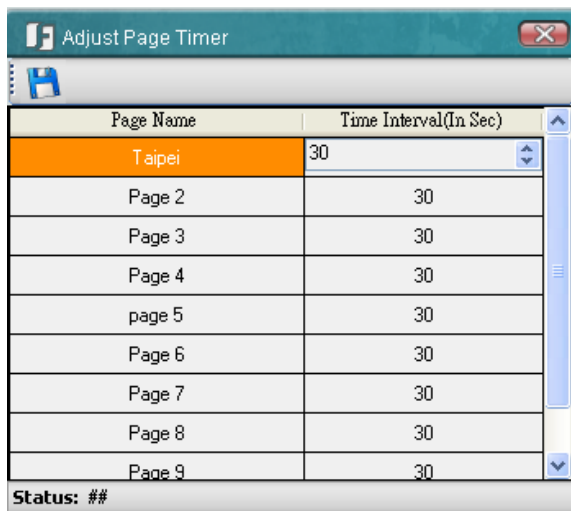 Adjust Page Timer
Page Name Time Interval(In Sec)
Taipei 30
Page 2 30
Page 3 30
Page 4 30
page 5 30
Page 6 30
Page 7 30
Page 8 30
Page 9 30
Status: ##